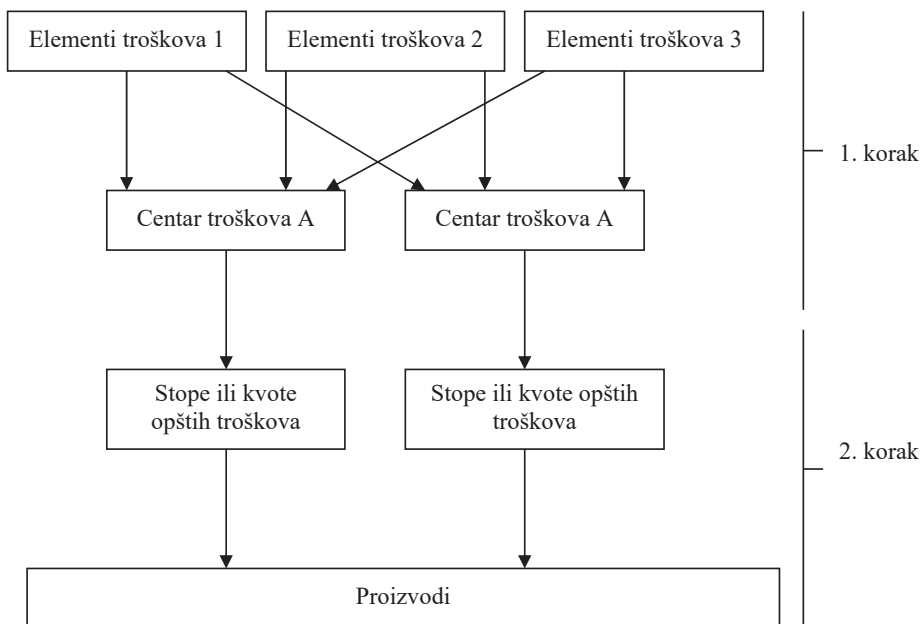 Elementi troškova 1
Elementi troškova 2
Elementi troškova 3
1. korak
Centar troškova A
Centar troškova A
Stope ili kvote
opštih troškova
Stope ili kvote opštih
troškova
2. korak
Proizvodi